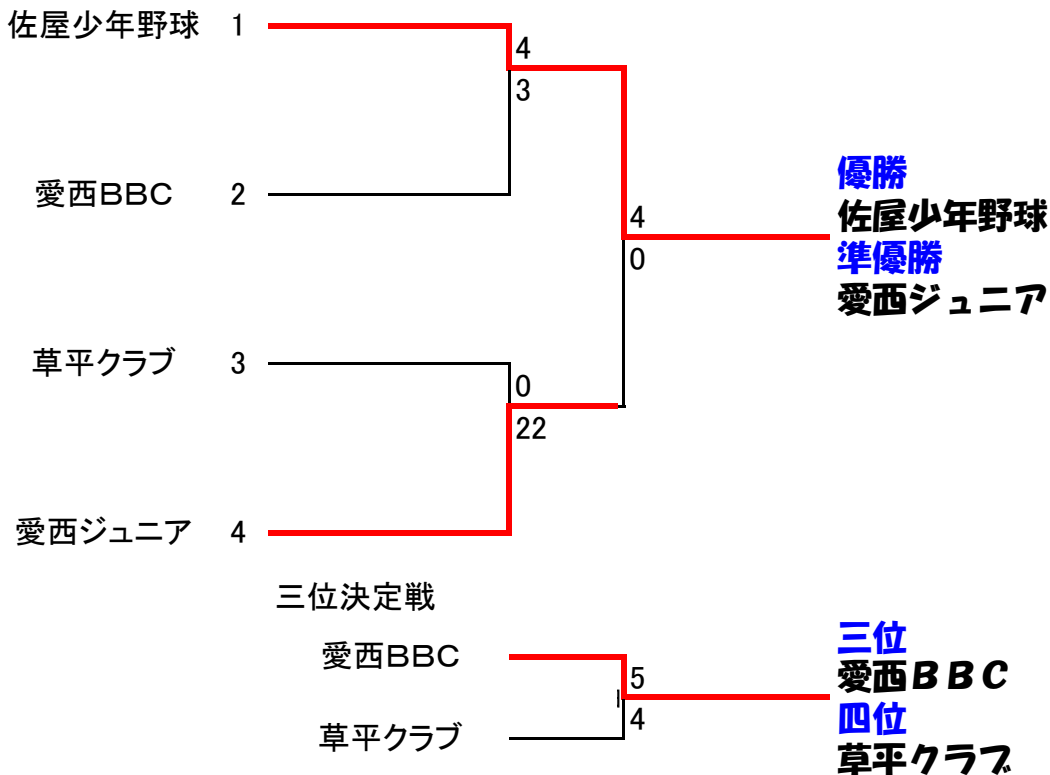 佐屋少年野球 1
4
3
愛西BBC 2
優勝
佐屋少年野球
準優勝
愛西ジュニア
4
0
草平クラブ 3
0
22
愛西ジュニア 4
三位決定戦
愛西BBC
5
4
草平クラブ
三位
愛西BBC
四位
草平クラブ